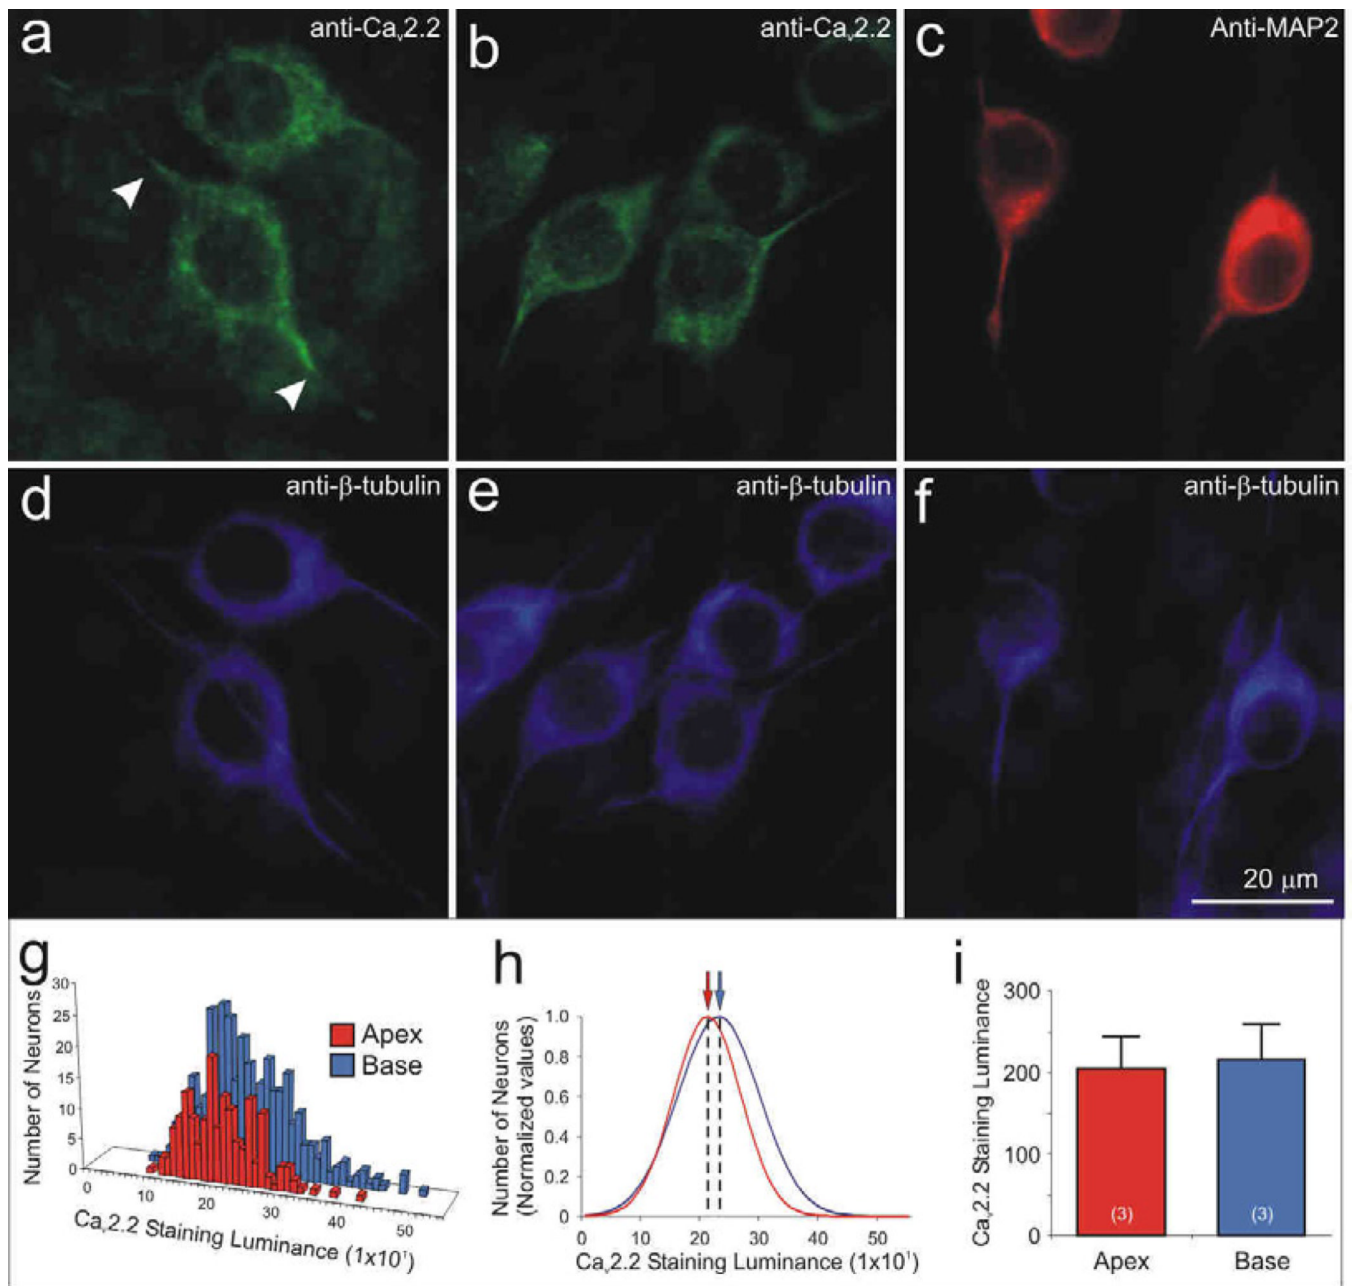 a
anti-Caᵥ2.2
b
anti-Caᵥ2.2
c
Anti-MAP2
d
anti-β-tubulin
e
anti-β-tubulin
f
anti-β-tubulin
20 μm
g
Number of Neurons
30
25
20
15
10
5
0
0
10
20
30
40
50
Caᵥ2.2 Staining Luminance (1x10¹)
Apex
Base
h
Number of Neurons
(Normalized values)
1.0
0.8
0.6
0.4
0.2
0
0
10
20
30
40
50
Caᵥ2.2 Staining Luminance (1x10¹)
i
Caᵥ2.2 Staining Luminance
300
200
100
0
(3)
(3)
Apex
Base